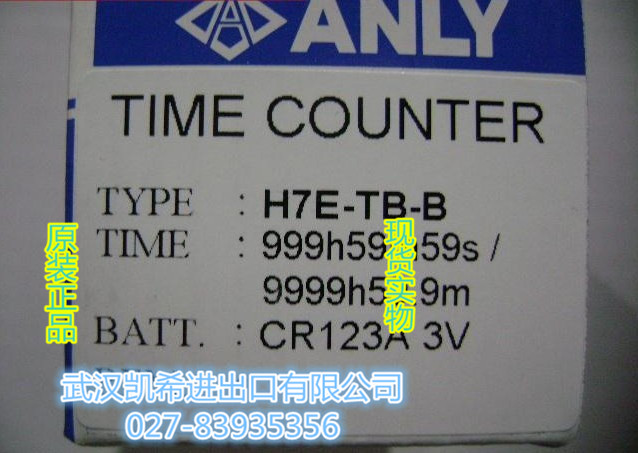 ANLY
TIME COUNTER
TYPE : H7E-TB-B
TIME : 999h59 59s /
9999h5 9m
BATT. : CR123A 3V
原装正品
现货实物
武汉凯希进出口有限公司
027-83935356